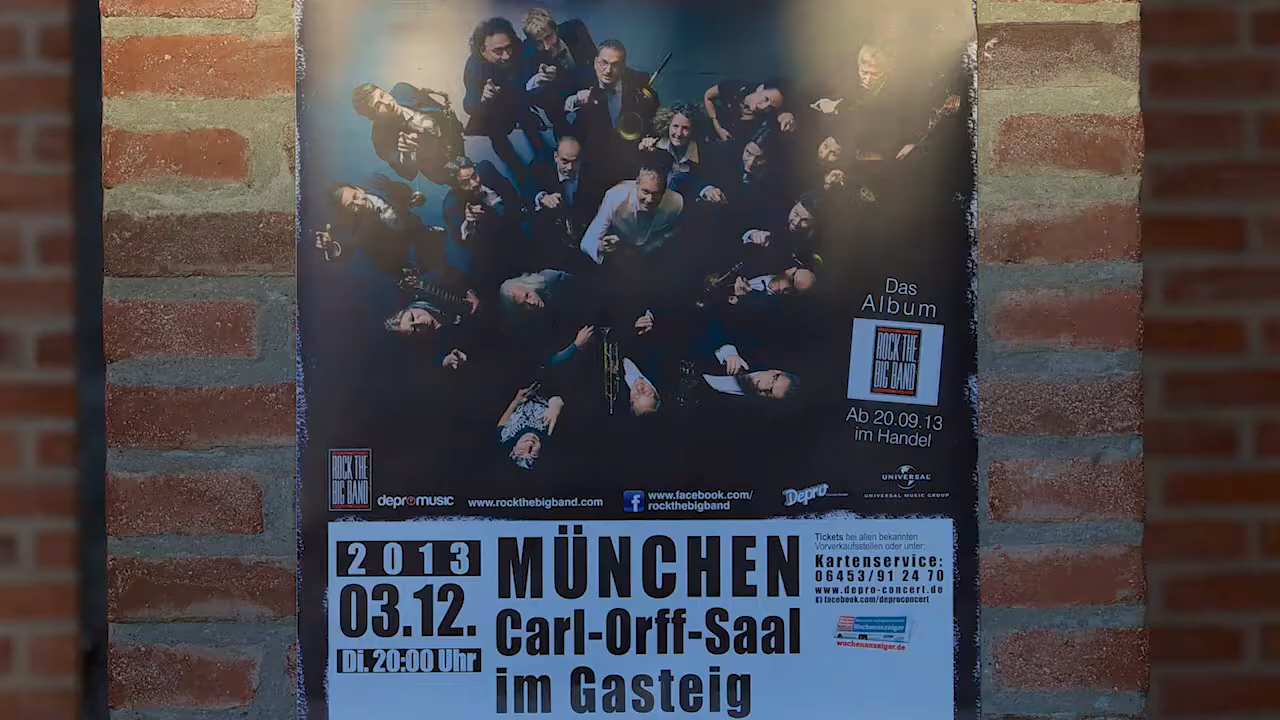 Das
Album
ROCK THE
BIG BAND
Ab 20.09.13
im Handel
ROCK THE
BIG BAND
depromusic
www.rockthebigband.com
f www.facebook.com/
rockthebigband
Depro
UNIVERSAL
UNIVERSAL MUSIC GROUP
2013
03.12.
Di. 20:00 Uhr
MÜNCHEN
Carl-Orff-Saal
im Gasteig
Tickets bei allen bekannten
Vorverkaufsstellen oder unter:
Kartenservice:
06453/91 24 70
www.depro-concert.de
f facebook.com/deproconcert
Wochenanzeiger
wochenanzeiger.de